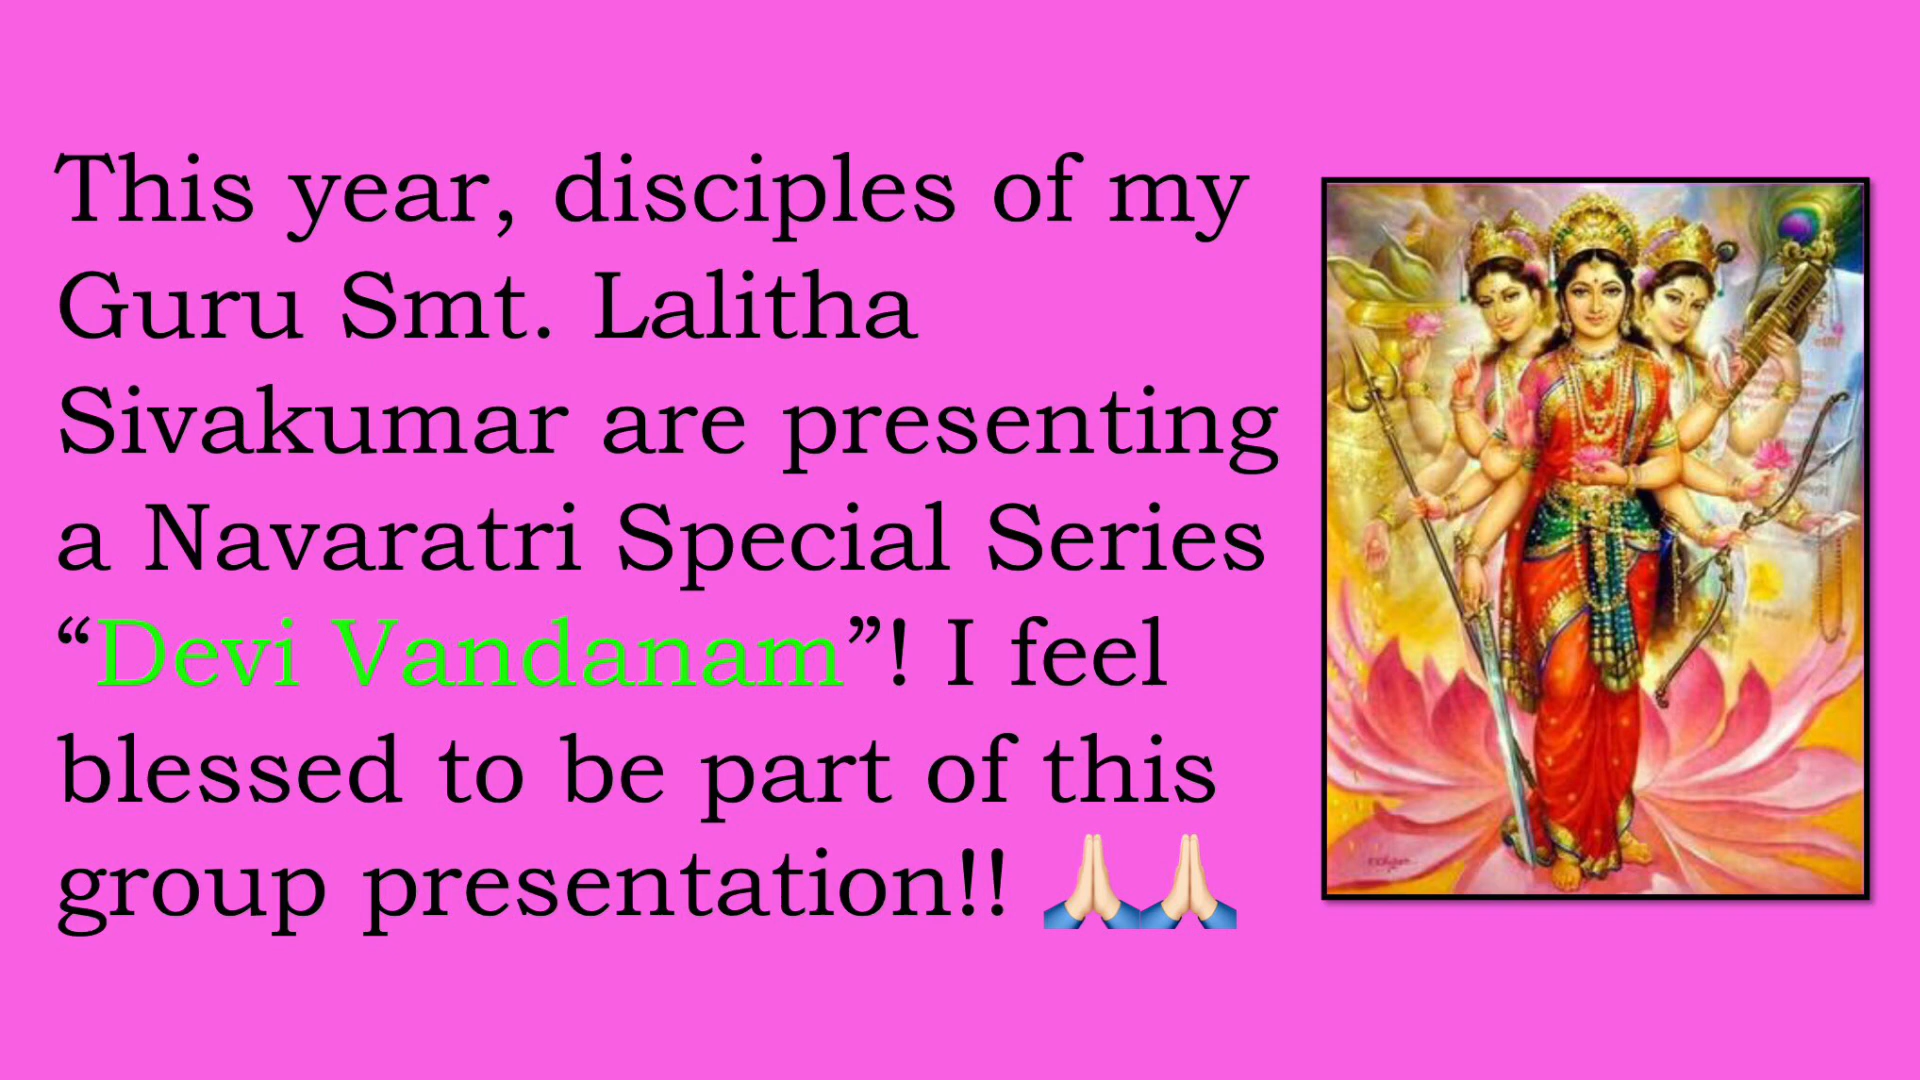 This year, disciples of my
Guru Smt. Lalitha
Sivakumar are presenting
a Navaratri Special Series
“Devi Vandanam”! I feel
blessed to be part of this
group presentation!! 🙏🏻🙏🏻